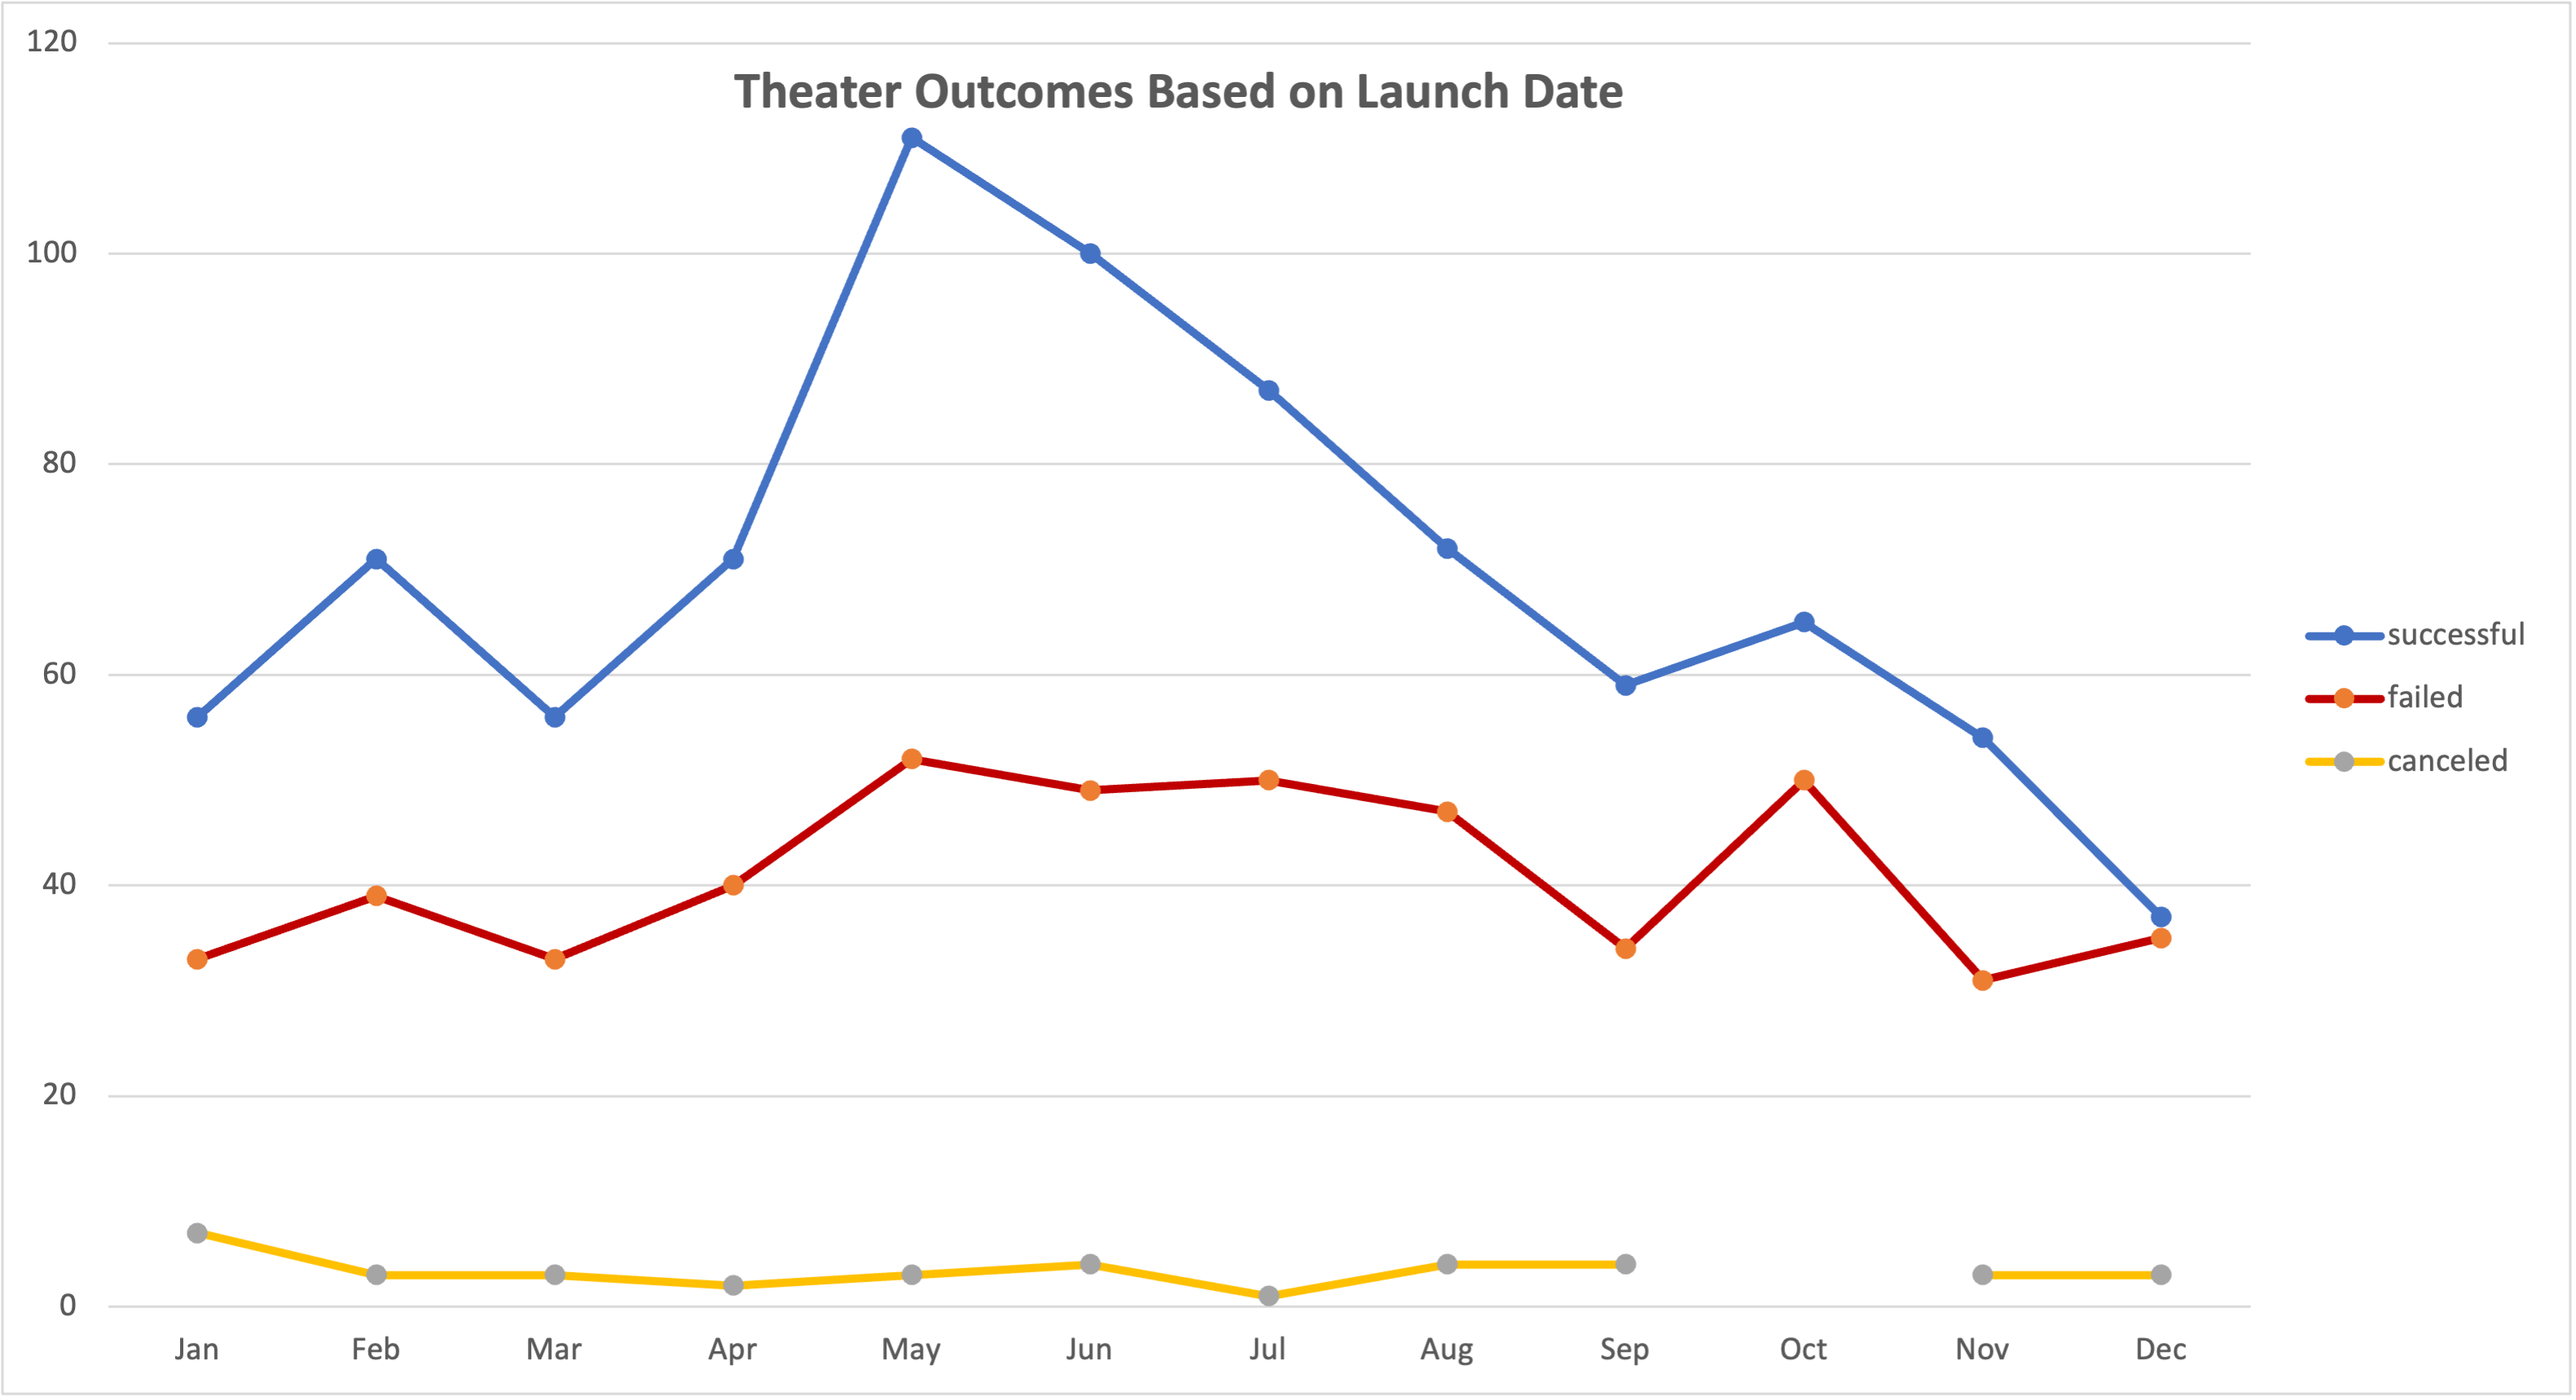 Theater Outcomes Based on Launch Date
120
100
80
60
40
20
0
Jan Feb Mar Apr May Jun Jul Aug Sep Oct Nov Dec
successful
failed
canceled